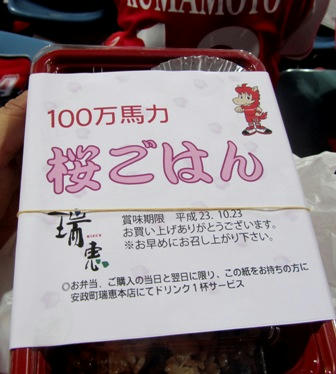 KUMAMOTO
100万馬力
桜ごはん
瑞恵
賞味期限 平成23.10.23
お買い上げありがとうございます。
※お早めにお召し上がり下さい。
◎お弁当、ご購入の当日と翌日に限り、この紙をお持ちの方に
安政町瑞恵本店にてドリンク1杯サービス